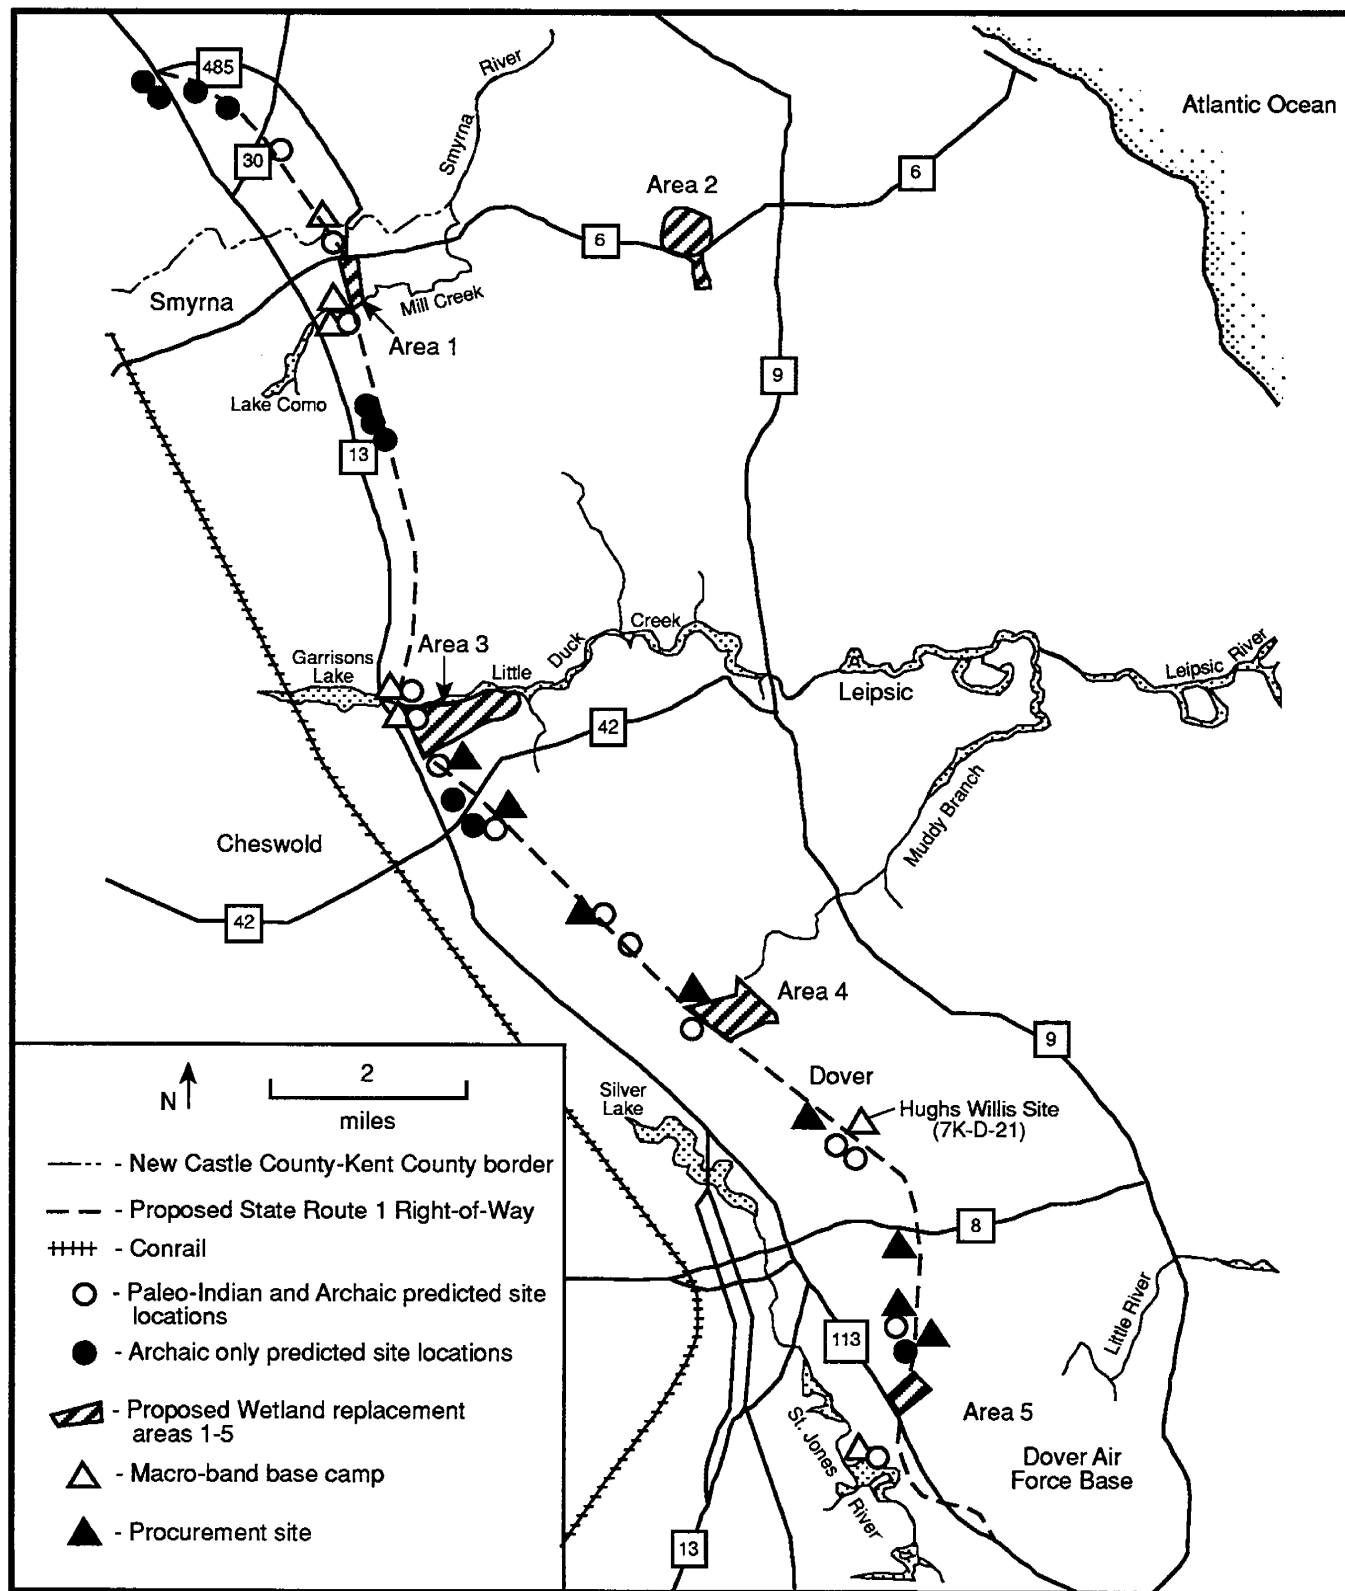 485
River
Smyrna
Atlantic Ocean
30
Area 2
6
6
Smyrna
Mill Creek
Area 1
9
Lake Como
13
Creek
Duck
Area 3
Little
Garrisons
Lake
Leipsic
River
Leipsic
42
Muddy Branch
Cheswold
42
Area 4
9
Dover
Silver
Lake
Hughs Willis Site
(7K-D-21)
8
Little River
113
Area 5
St. Jones
River
Dover Air
Force Base
13
N
2
miles
- New Castle County-Kent County border
- Proposed State Route 1 Right-of-Way
- Conrail
- Paleo-Indian and Archaic predicted site
locations
- Archaic only predicted site locations
- Proposed Wetland replacement
areas 1-5
- Macro-band base camp
- Procurement site